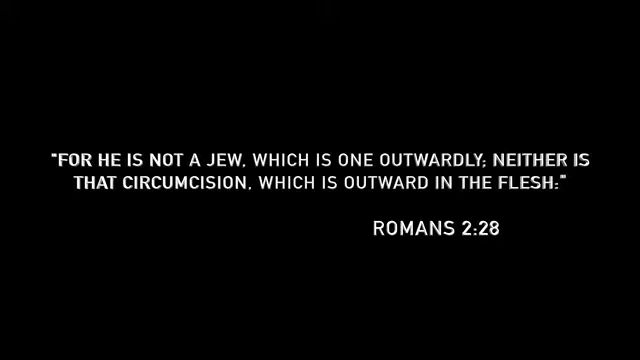 "FOR HE IS NOT A JEW, WHICH IS ONE OUTWARDLY; NEITHER IS
THAT CIRCUMCISION, WHICH IS OUTWARD IN THE FLESH:"
ROMANS 2:28